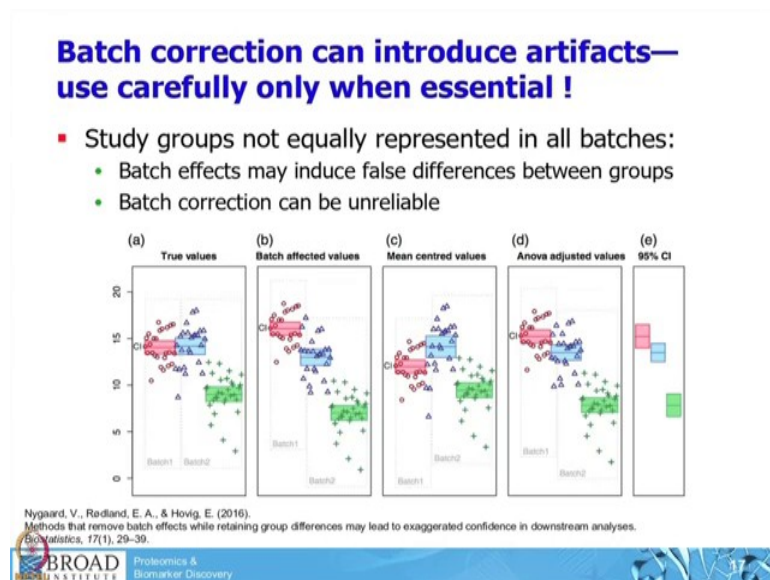 Batch correction can introduce artifacts—
use carefully only when essential !
Study groups not equally represented in all batches:
Batch effects may induce false differences between groups
Batch correction can be unreliable
(a) (b) (c) (d) (e)
True values Batch affected values Mean centred values Anova adjusted values 95% CI
20
15
10
5
0
CI CI CI CI
Batch1 Batch2
Batch1
Batch2
Batch1
Batch2
Batch1
Batch2
Nygaard, V., Rødland, E. A., & Hovig, E. (2016).
Methods that remove batch effects while retaining group differences may lead to exaggerated confidence in downstream analyses.
Biostatistics, 17(1), 29–39.
BROAD
INSTITUTE
Proteomics &
Biomarker Discovery
17